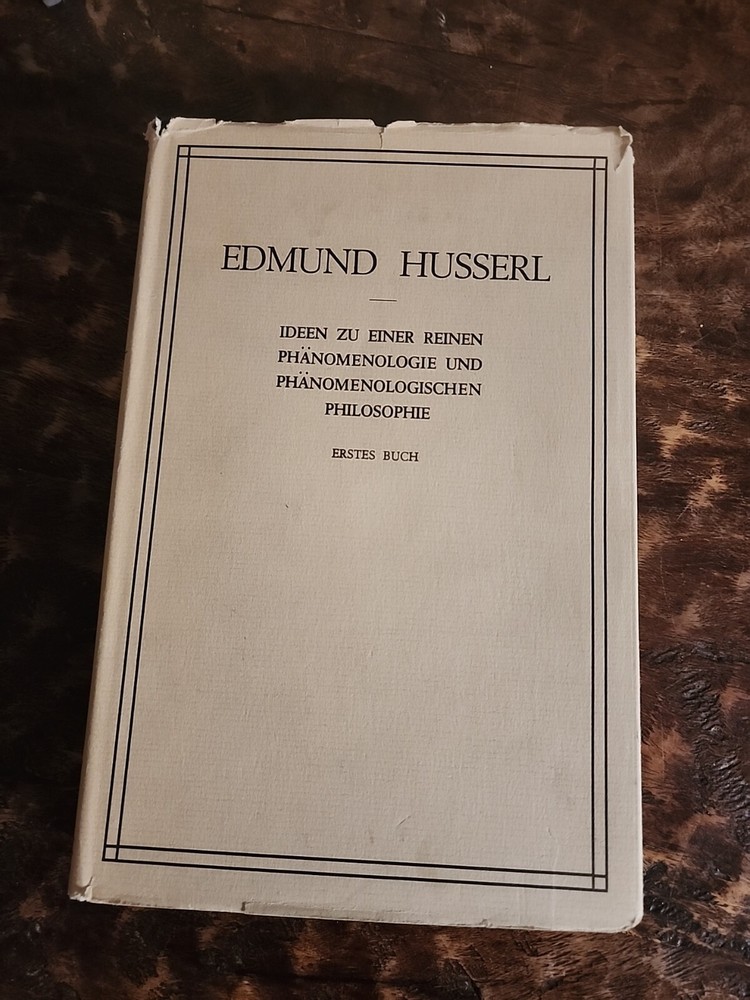 EDMUND HUSSERL
IDEEN ZU EINER REINEN
PHÄNOMENOLOGIE UND
PHÄNOMENOLOGISCHEN
PHILOSOPHIE
ERSTES BUCH